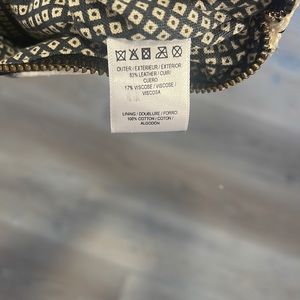 OUTER / EXTÉRIEUR / EXTERIOR
83% LEATHER / CUIR/
CUERO
17% VISCOSE / VISCOSE /
VISCOSA
LINING / DOUBLURE / FORRO
100% COTTON / COTON /
ALGODÓN